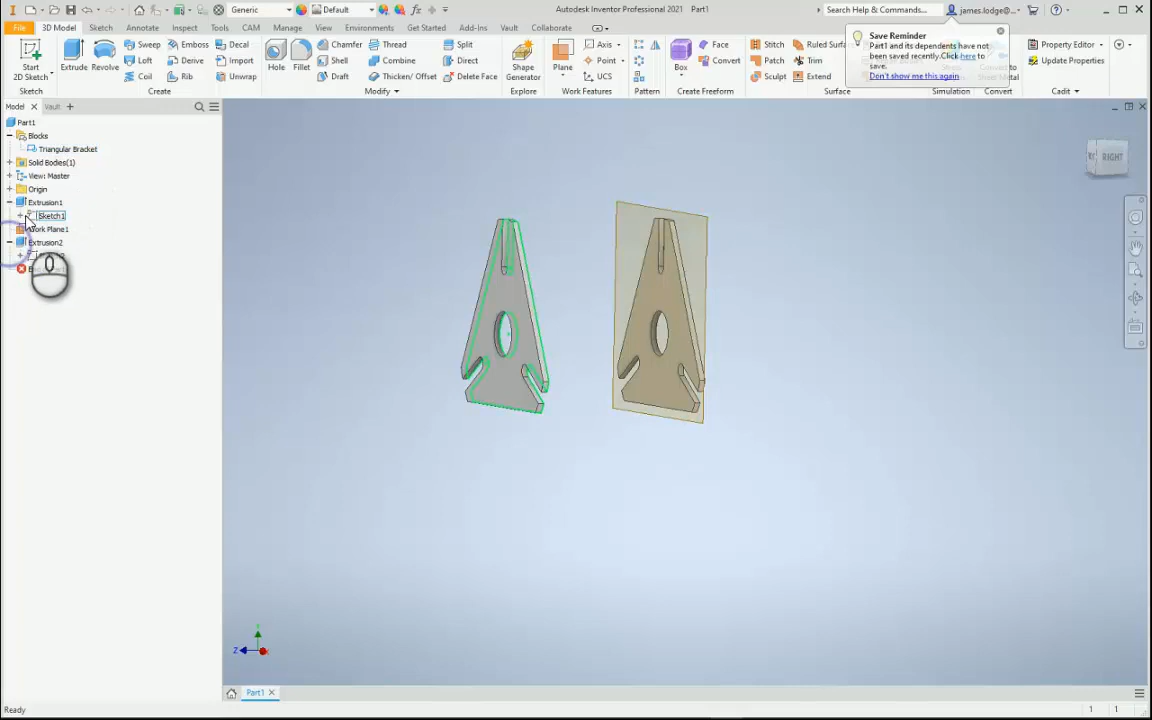 Generic Default Autodesk Inventor Professional 2021 Part1 Search Help & Commands... james.lodge@...
File 3D Model Sketch Annotate Inspect Tools CAM Manage View Environments Get Started Add-Ins Vault Collaborate
Save Reminder
Part1 and its dependents have not
been saved recently. Click here to
save.
Don't show me this again
Start
2D Sketch
Extrude
Revolve
Sweep Emboss Decal
Loft Derive Import
Coil Rib Unwrap
Hole
Fillet
Chamfer Thread Split
Shell Combine Direct
Draft Thicken/ Offset Delete Face
Shape
Generator
Plane
Axis
Point
UCS
Box
Face
Convert
Stitch Ruled Surface
Patch Trim
Sculpt Extend
Property Editor
Update Properties
Sketch Create Modify Explore Work Features Pattern Create Freeform Surface Simulation Convert Cadit
Model Vault
Part1
Blocks
Triangular Bracket
Solid Bodies(1)
View: Master
Origin
Extrusion1
Sketch1
Work Plane1
Extrusion2
RIGHT
Y
Z
Part1
Ready 1 1